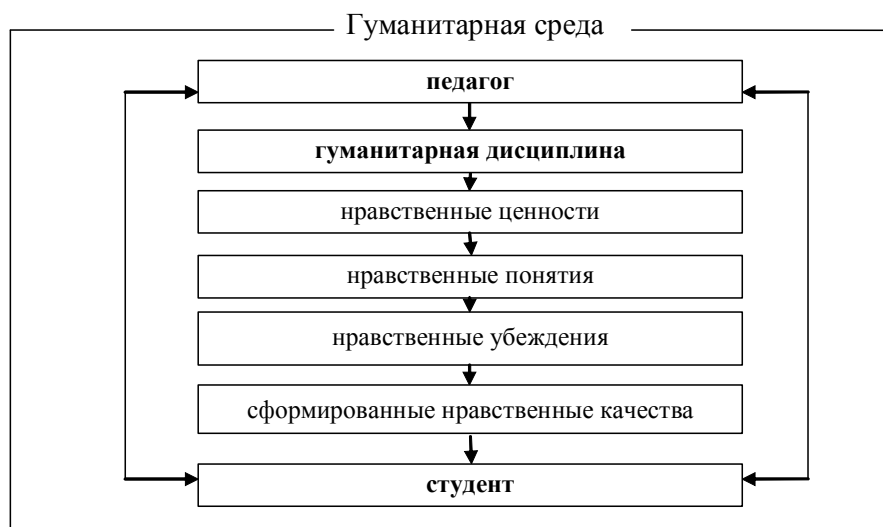 Гуманитарная среда
педагог
гуманитарная дисциплина
нравственные ценности
нравственные понятия
нравственные убеждения
сформированные нравственные качества
студент